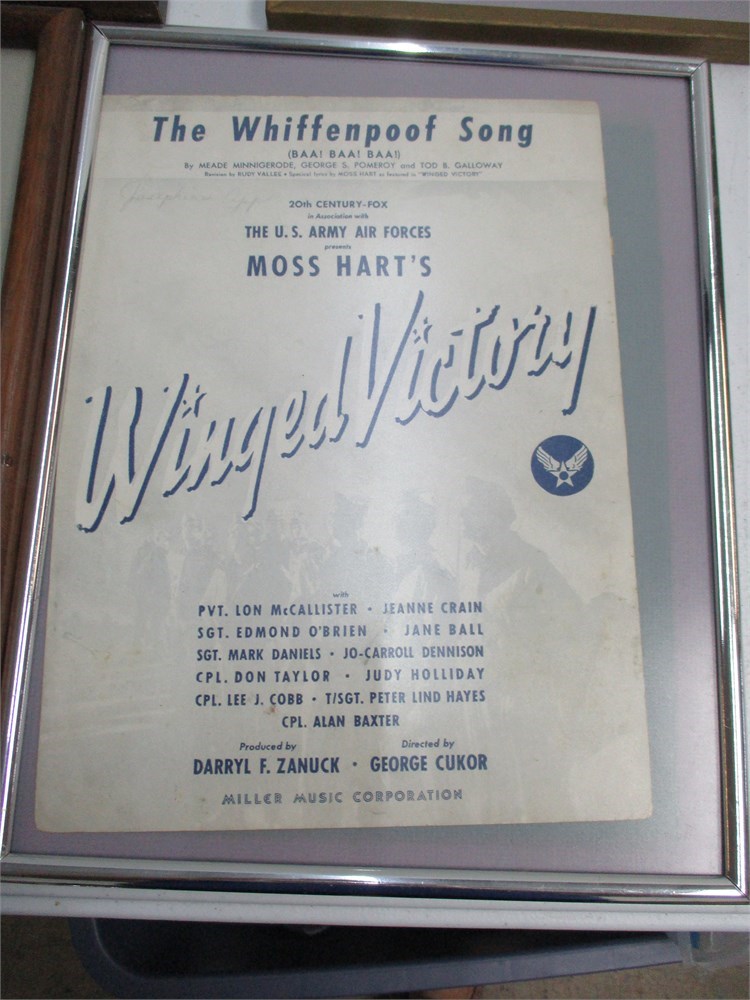 The Whiffenpoof Song
(BAA! BAA! BAA!)
By MEADE MINNIGERODE, GEORGE S. POMEROY and TOD B. GALLOWAY
Revision by RUDY VALLEE • Special lyric by MOSS HART as featured in "WINGED VICTORY"
Josephine
20th CENTURY-FOX
in Association with
THE U.S. ARMY AIR FORCES
presents
MOSS HART'S
Winged Victory
with
PVT. LON McCALLISTER • JEANNE CRAIN
SGT. EDMOND O'BRIEN • JANE BALL
SGT. MARK DANIELS • JO-CARROLL DENNISON
CPL. DON TAYLOR • JUDY HOLLIDAY
CPL. LEE J. COBB • T/SGT. PETER LIND HAYES
CPL. ALAN BAXTER
Produced by Directed by
DARRYL F. ZANUCK • GEORGE CUKOR
MILLER MUSIC CORPORATION